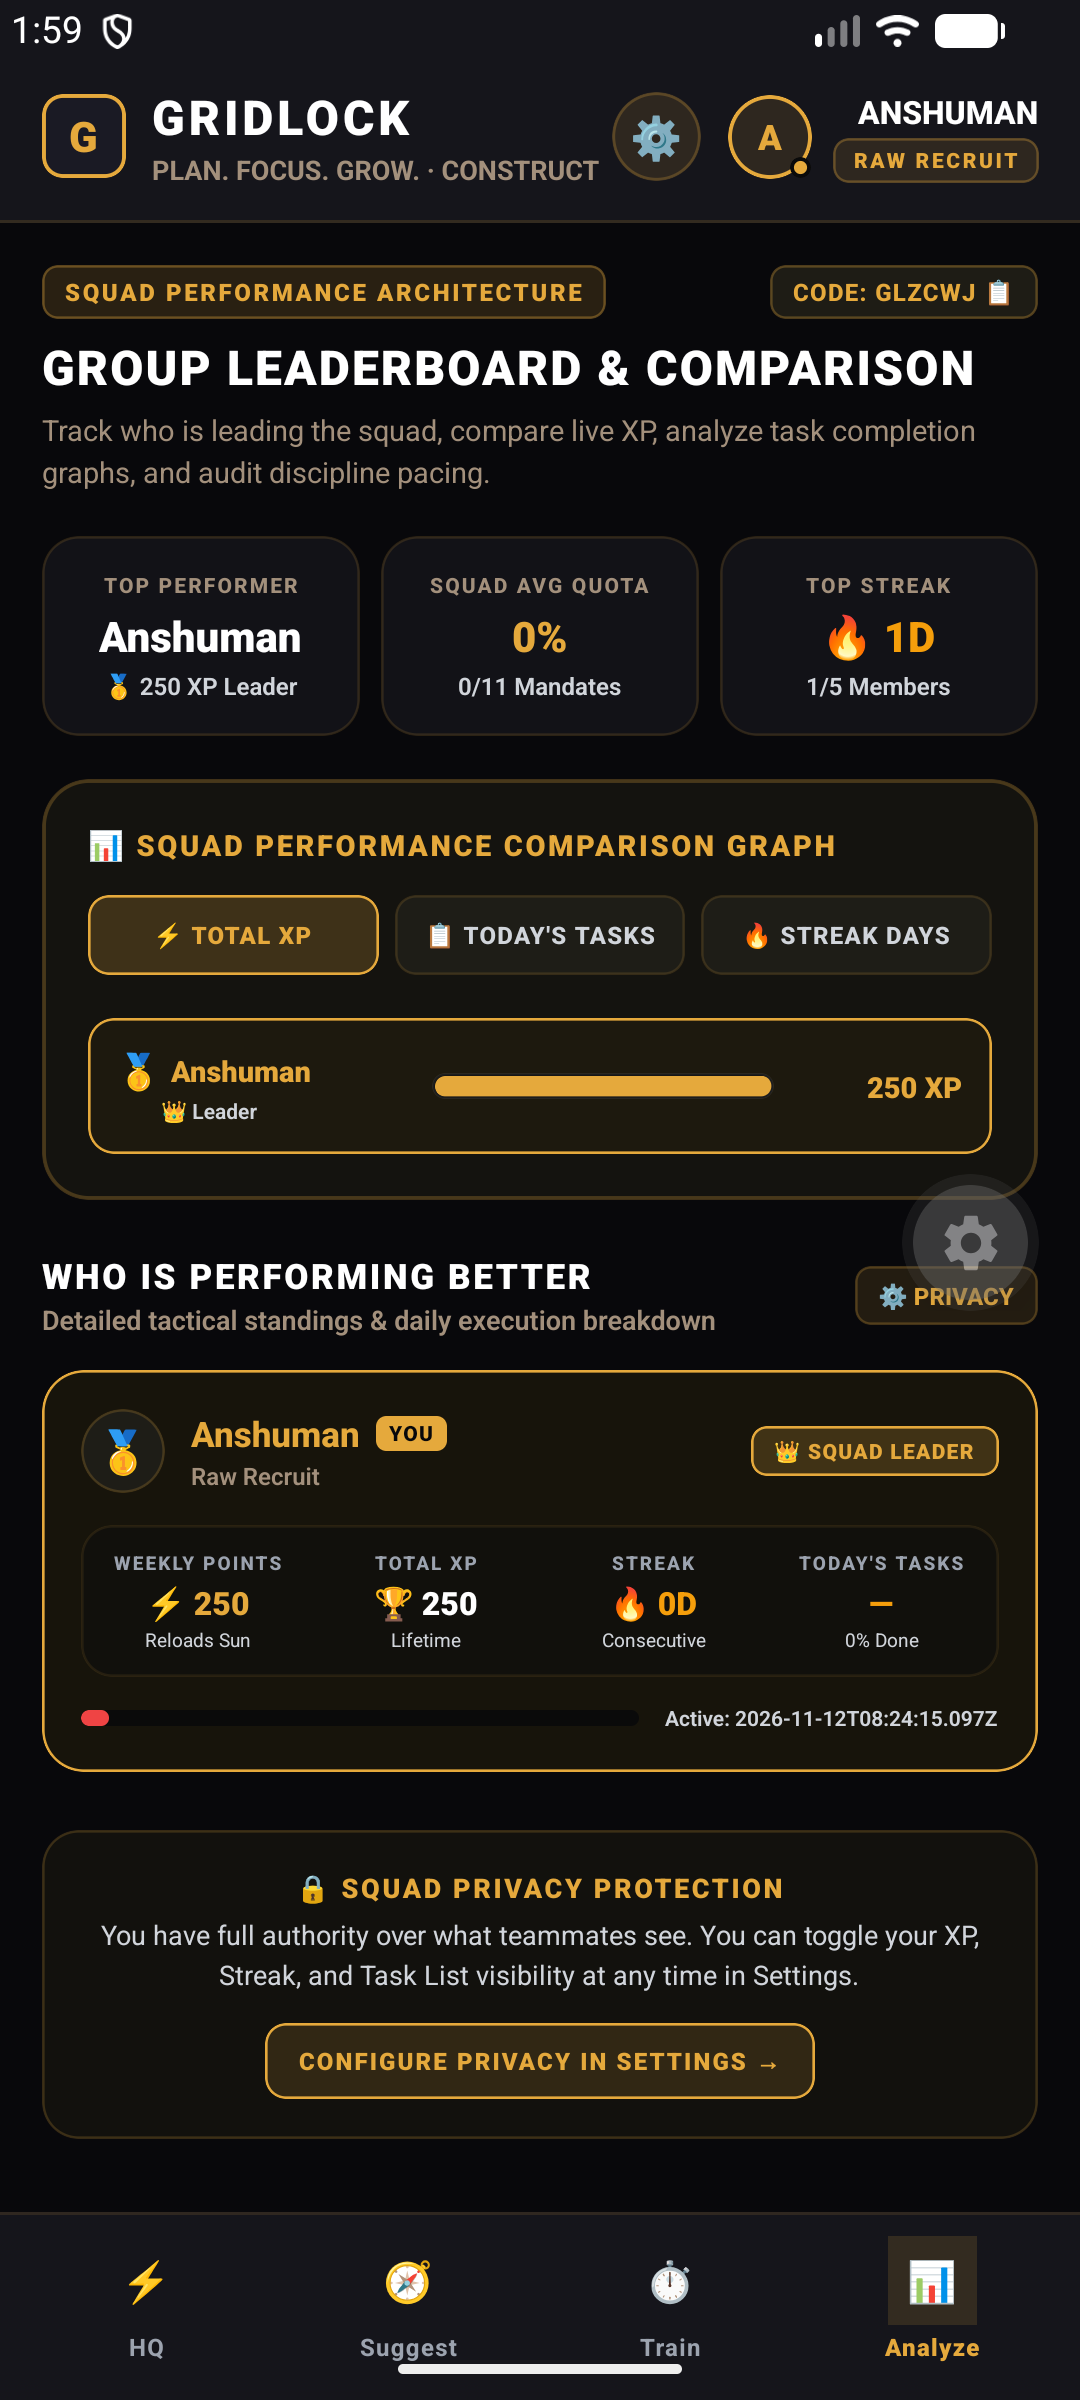 1:59
G
GRIDLOCK
PLAN. FOCUS. GROW. · CONSTRUCT
A
ANSHUMAN
RAW RECRUIT
SQUAD PERFORMANCE ARCHITECTURE
CODE: GLZCWJ 📋
GROUP LEADERBOARD & COMPARISON
Track who is leading the squad, compare live XP, analyze task completion
graphs, and audit discipline pacing.
TOP PERFORMER
Anshuman
🥇 250 XP Leader
SQUAD AVG QUOTA
0%
0/11 Mandates
TOP STREAK
🔥 1D
1/5 Members
📊 SQUAD PERFORMANCE COMPARISON GRAPH
⚡ TOTAL XP
📋 TODAY'S TASKS
🔥 STREAK DAYS
🥇 Anshuman
👑 Leader
250 XP
WHO IS PERFORMING BETTER
Detailed tactical standings & daily execution breakdown
⚙️ PRIVACY
🥇 Anshuman YOU
Raw Recruit
👑 SQUAD LEADER
WEEKLY POINTS
⚡ 250
Reloads Sun
TOTAL XP
🏆 250
Lifetime
STREAK
🔥 0D
Consecutive
TODAY'S TASKS
—
0% Done
Active: 2026-11-12T08:24:15.097Z
🔒 SQUAD PRIVACY PROTECTION
You have full authority over what teammates see. You can toggle your XP,
Streak, and Task List visibility at any time in Settings.
CONFIGURE PRIVACY IN SETTINGS →
HQ
Suggest
Train
Analyze